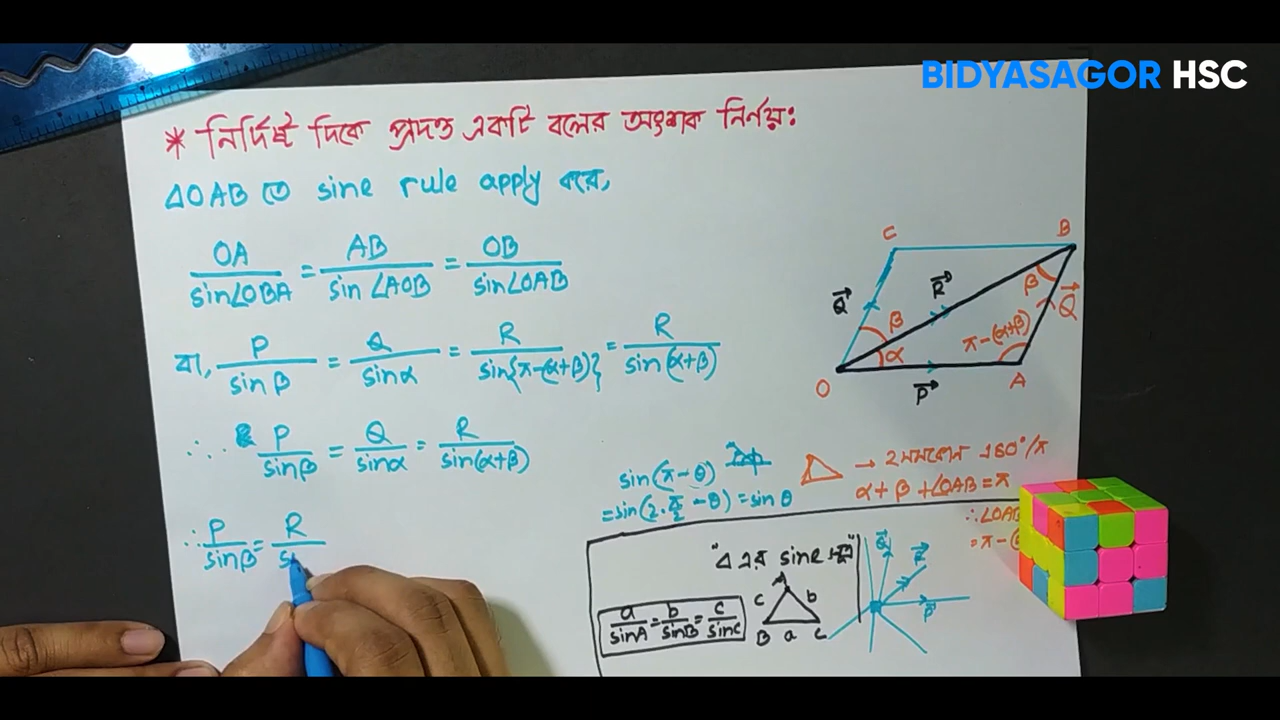 BIDYASAGOR HSC
* নির্দিষ্ট দিকে প্রদত্ত একটি বলের অংশক নির্ণয়:
ΔOAB তে sine rule apply করে,
OA/sin∠OBA = AB/sin∠AOB = OB/sin∠OAB
বা, P/sinβ = Q/sinα = R/sin{π-(α+β)} = R/sin(α+β)
∴ P/sinβ = Q/sinα = R/sin(α+β)
∴ P/sinβ = R/s
C B
Q R β Q
β
α π-(α+β)
O P A
sin(π-θ)
=sin(2.π/2-θ)=sinθ
→ 2 সমকোন 180°/π
α+β+∠OAB=π
∴∠OAB
=π-(
"Δ এর sine
a/sinA = b/sinB = c/sinC
A
c b
B a C
Q R
P